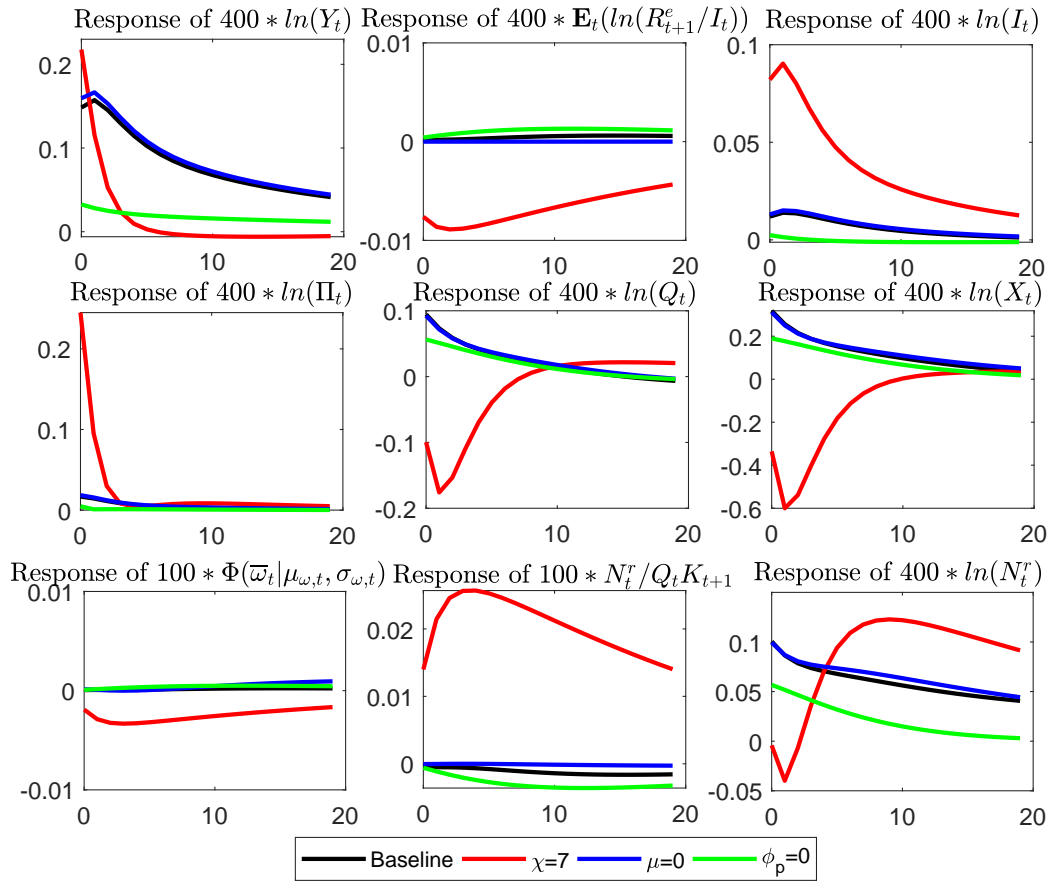 Response of 400 ∗ ln(Y_t)
Response of 400 ∗ E_t(ln(R^e_{t+1}/I_t))
Response of 400 ∗ ln(I_t)
0.2
0.1
0
0 10 20
0.01
0
-0.01
0 10 20
0.1
0.05
0
0 10 20
Response of 400 ∗ ln(Π_t)
Response of 400 ∗ ln(Q_t)
Response of 400 ∗ ln(X_t)
0.2
0.1
0
0 10 20
0.1
0
-0.1
-0.2
0 10 20
0.2
0
-0.2
-0.4
-0.6
0 10 20
Response of 100 ∗ Φ(ω̅_t|μ_{ω,t}, σ_{ω,t})
Response of 100 ∗ N^r_t/Q_tK_{t+1}
Response of 400 ∗ ln(N^r_t)
0.01
0
-0.01
0 10 20
0.02
0.01
0
0 10 20
0.1
0.05
0
-0.05
0 10 20
Baseline χ=7 μ=0 ϕ_p=0